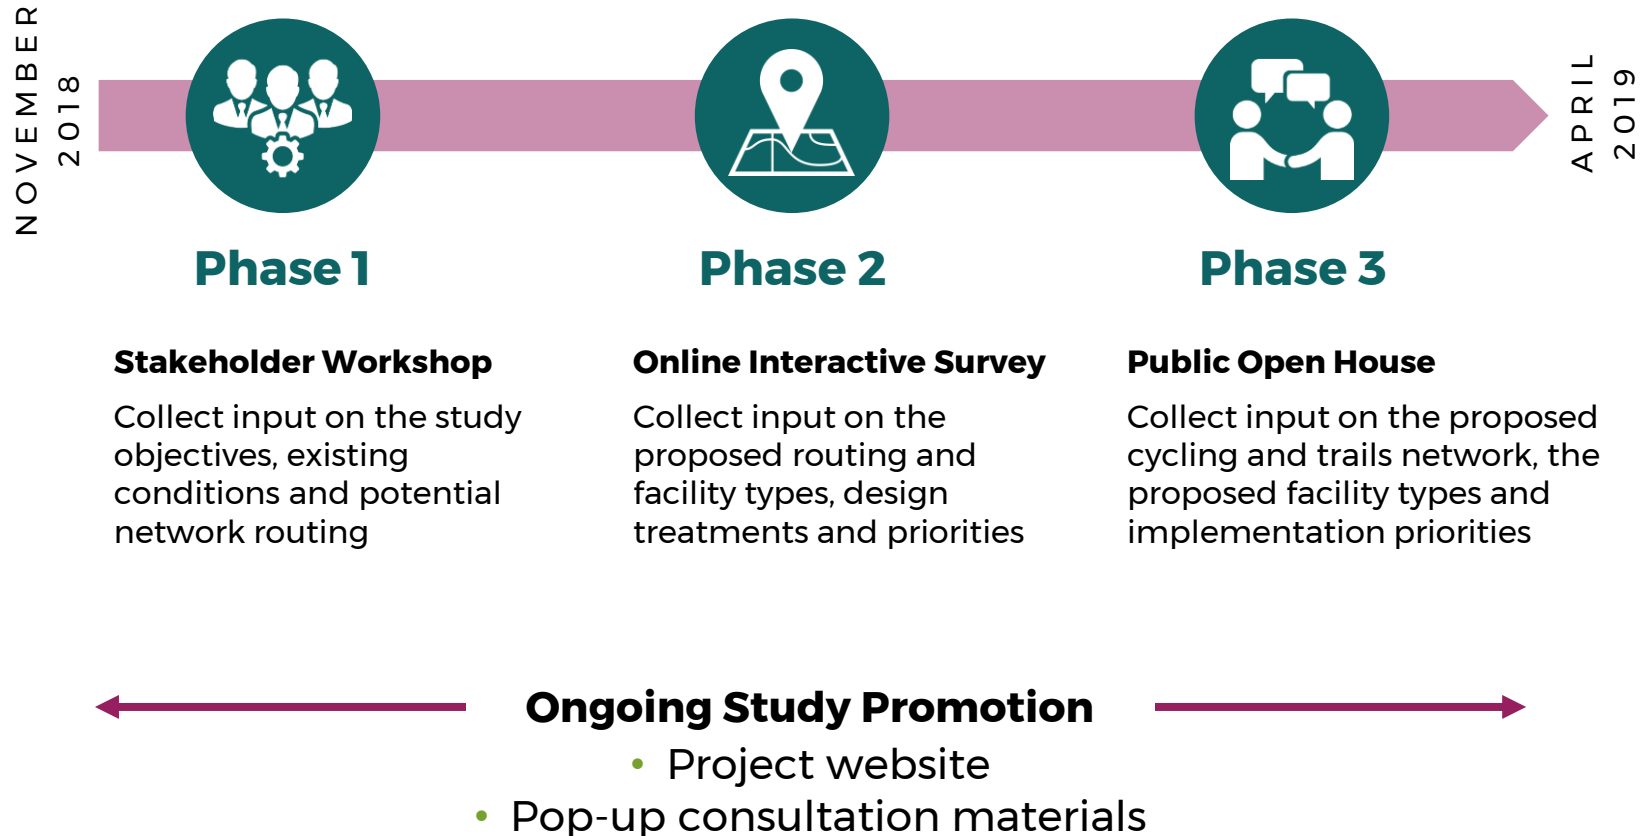 NOVEMBER
2018
APRIL
2019
Phase 1
Phase 2
Phase 3
Stakeholder Workshop
Collect input on the study
objectives, existing
conditions and potential
network routing
Online Interactive Survey
Collect input on the
proposed routing and
facility types, design
treatments and priorities
Public Open House
Collect input on the proposed
cycling and trails network, the
proposed facility types and
implementation priorities
Ongoing Study Promotion
• Project website
• Pop-up consultation materials